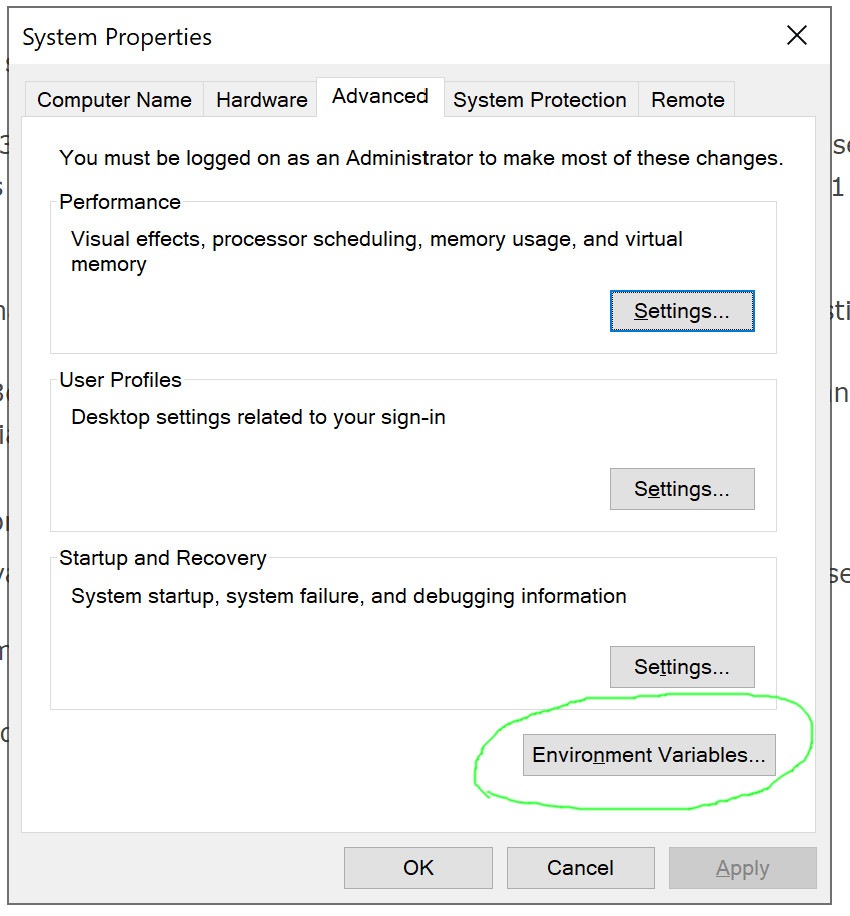 System Properties
Computer Name
Hardware
Advanced
System Protection
Remote
You must be logged on as an Administrator to make most of these changes.
Performance
Visual effects, processor scheduling, memory usage, and virtual
memory
Settings...
User Profiles
Desktop settings related to your sign-in
Settings...
Startup and Recovery
System startup, system failure, and debugging information
Settings...
Environment Variables...
OK
Cancel
Apply